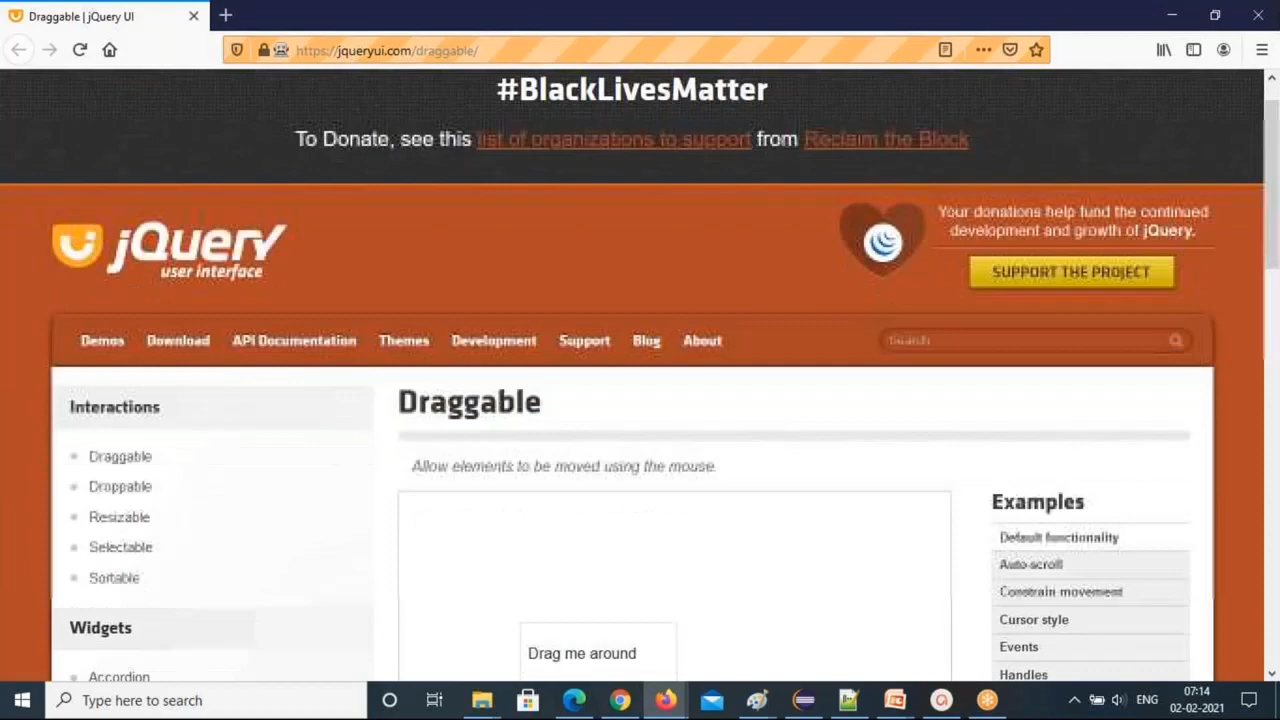 Draggable | jQuery UI
https://jqueryui.com/draggable/
#BlackLivesMatter
To Donate, see this list of organizations to support from Reclaim the Block
jQuery
user interface
Your donations help fund the continued
development and growth of jQuery.
SUPPORT THE PROJECT
Demos Download API Documentation Themes Development Support Blog About
Search
Interactions
Draggable
Droppable
Resizable
Selectable
Sortable
Widgets
Accordion
Draggable
Allow elements to be moved using the mouse.
Drag me around
Examples
Default functionality
Auto-scroll
Constrain movement
Cursor style
Events
Handles
Type here to search
ENG
07:14
02-02-2021